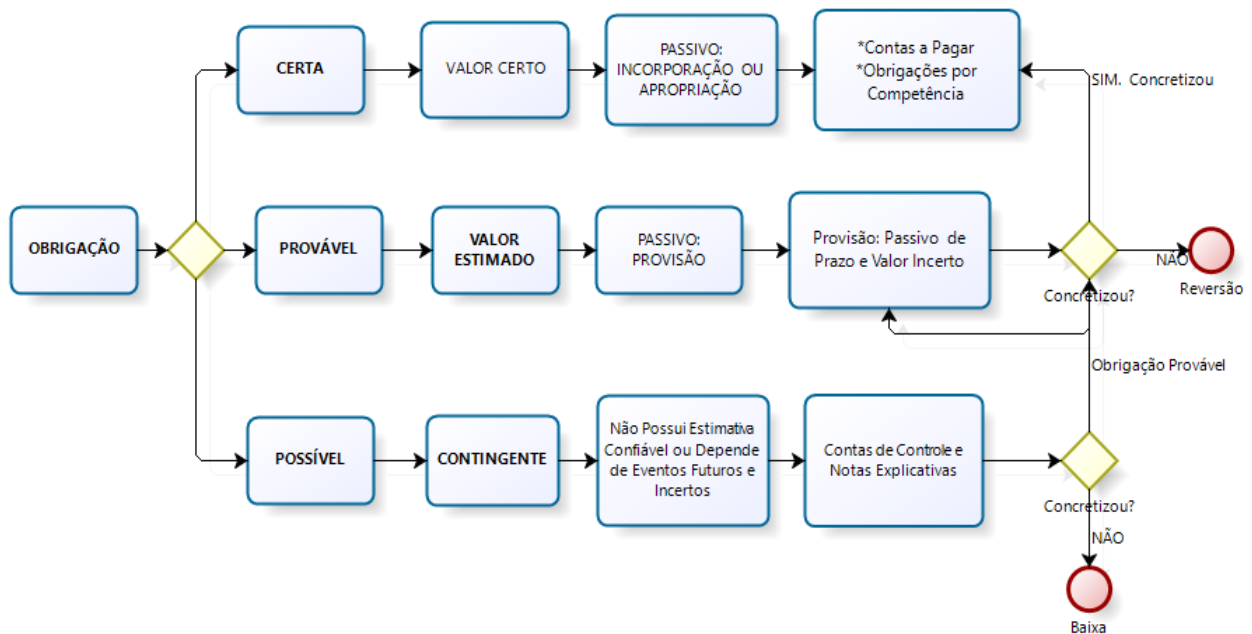 CERTA
VALOR CERTO
PASSIVO:
INCORPORAÇÃO OU
APROPRIAÇÃO
*Contas a Pagar
*Obrigações por
Competência
SIM. Concretizou
OBRIGAÇÃO
PROVÁVEL
VALOR
ESTIMADO
PASSIVO:
PROVISÃO
Provisão: Passivo de
Prazo e Valor Incerto
Concretizou?
NÃO
Reversão
Obrigação Provável
POSSÍVEL
CONTINGENTE
Não Possui Estimativa
Confiável ou Depende
de Eventos Futuros e
Incertos
Contas de Controle e
Notas Explicativas
Concretizou?
NÃO
Baixa